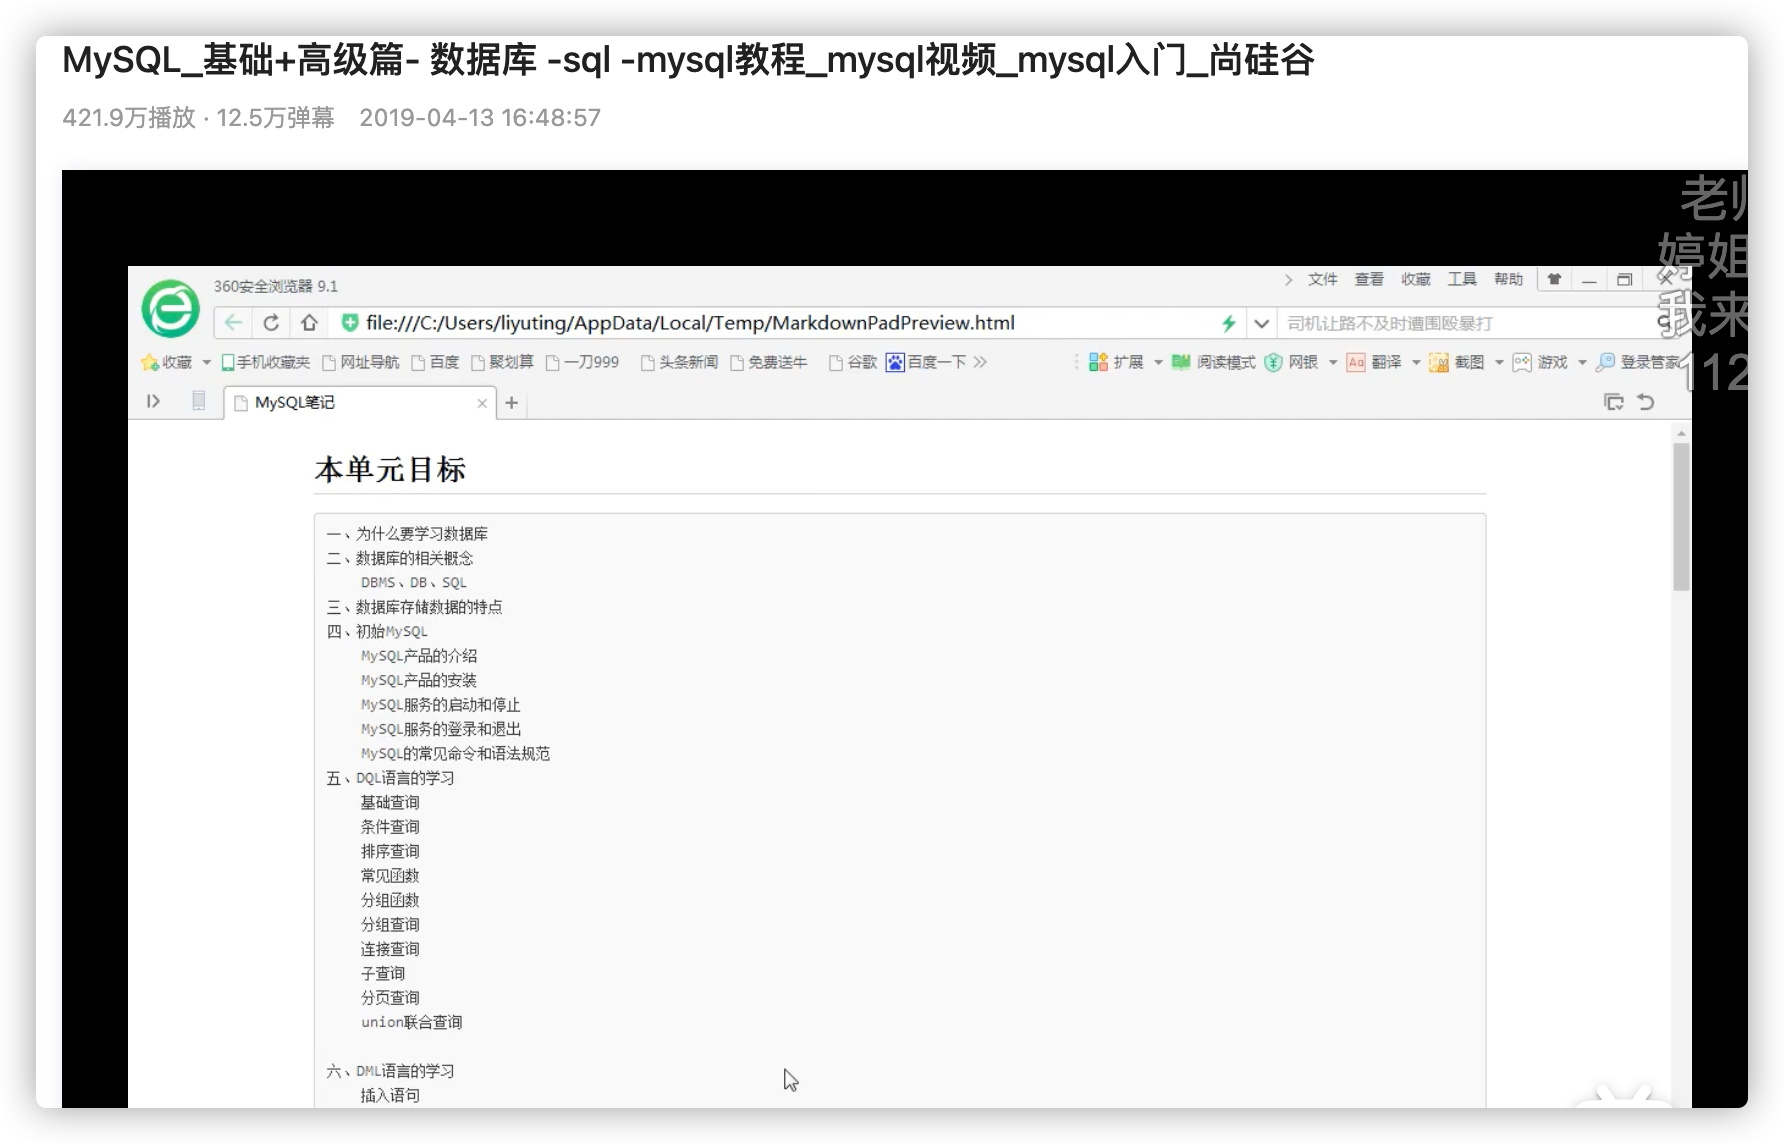 MySQL_基础+高级篇- 数据库 -sql -mysql教程_mysql视频_mysql入门_尚硅谷
421.9万播放 · 12.5万弹幕 2019-04-13 16:48:57
老师
婷姐
我来
112
360安全浏览器 9.1
文件 查看 收藏 工具 帮助
file:///C:/Users/liyuting/AppData/Local/Temp/MarkdownPadPreview.html
司机让路不及时遭围殴暴打
收藏 手机收藏夹 网址导航 百度 聚划算 一刀999 头条新闻 免费送牛 谷歌 百度一下 » 扩展 阅读模式 网银 翻译 截图 游戏 登录管家
MySQL笔记
本单元目标
一、为什么要学习数据库
二、数据库的相关概念
DBMS、DB、SQL
三、数据库存储数据的特点
四、初始MySQL
MySQL产品的介绍
MySQL产品的安装
MySQL服务的启动和停止
MySQL服务的登录和退出
MySQL的常见命令和语法规范
五、DQL语言的学习
基础查询
条件查询
排序查询
常见函数
分组函数
分组查询
连接查询
子查询
分页查询
union联合查询
六、DML语言的学习
插入语句